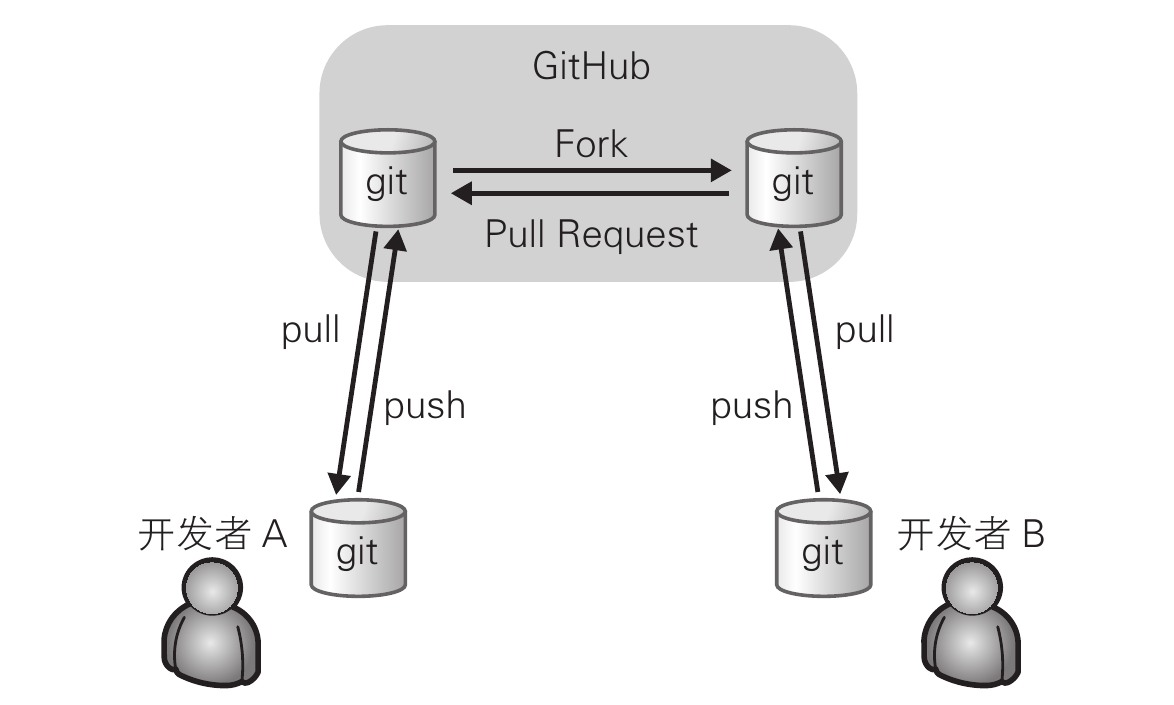 GitHub
Fork
git
git
Pull Request
pull
pull
push
push
开发者 A
git
git
开发者 B